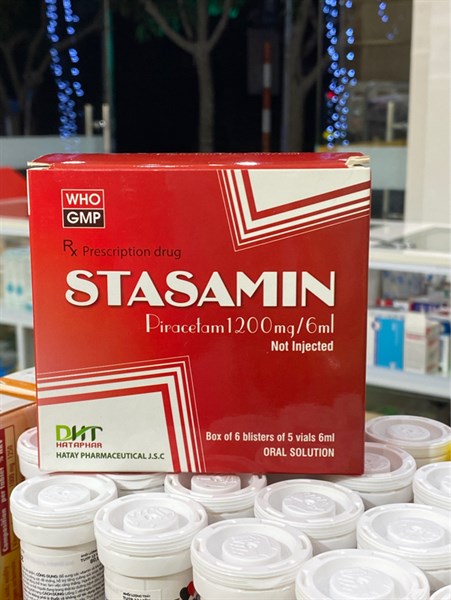 WHO
GMP
Rx Prescription drug
STASAMIN
Piracetam 1200mg/6ml
Not Injected
DHT
HATAPHAR
HATAY PHARMACEUTICAL J.S.C
Box of 6 blisters of 5 vials 6ml
ORAL SOLUTION